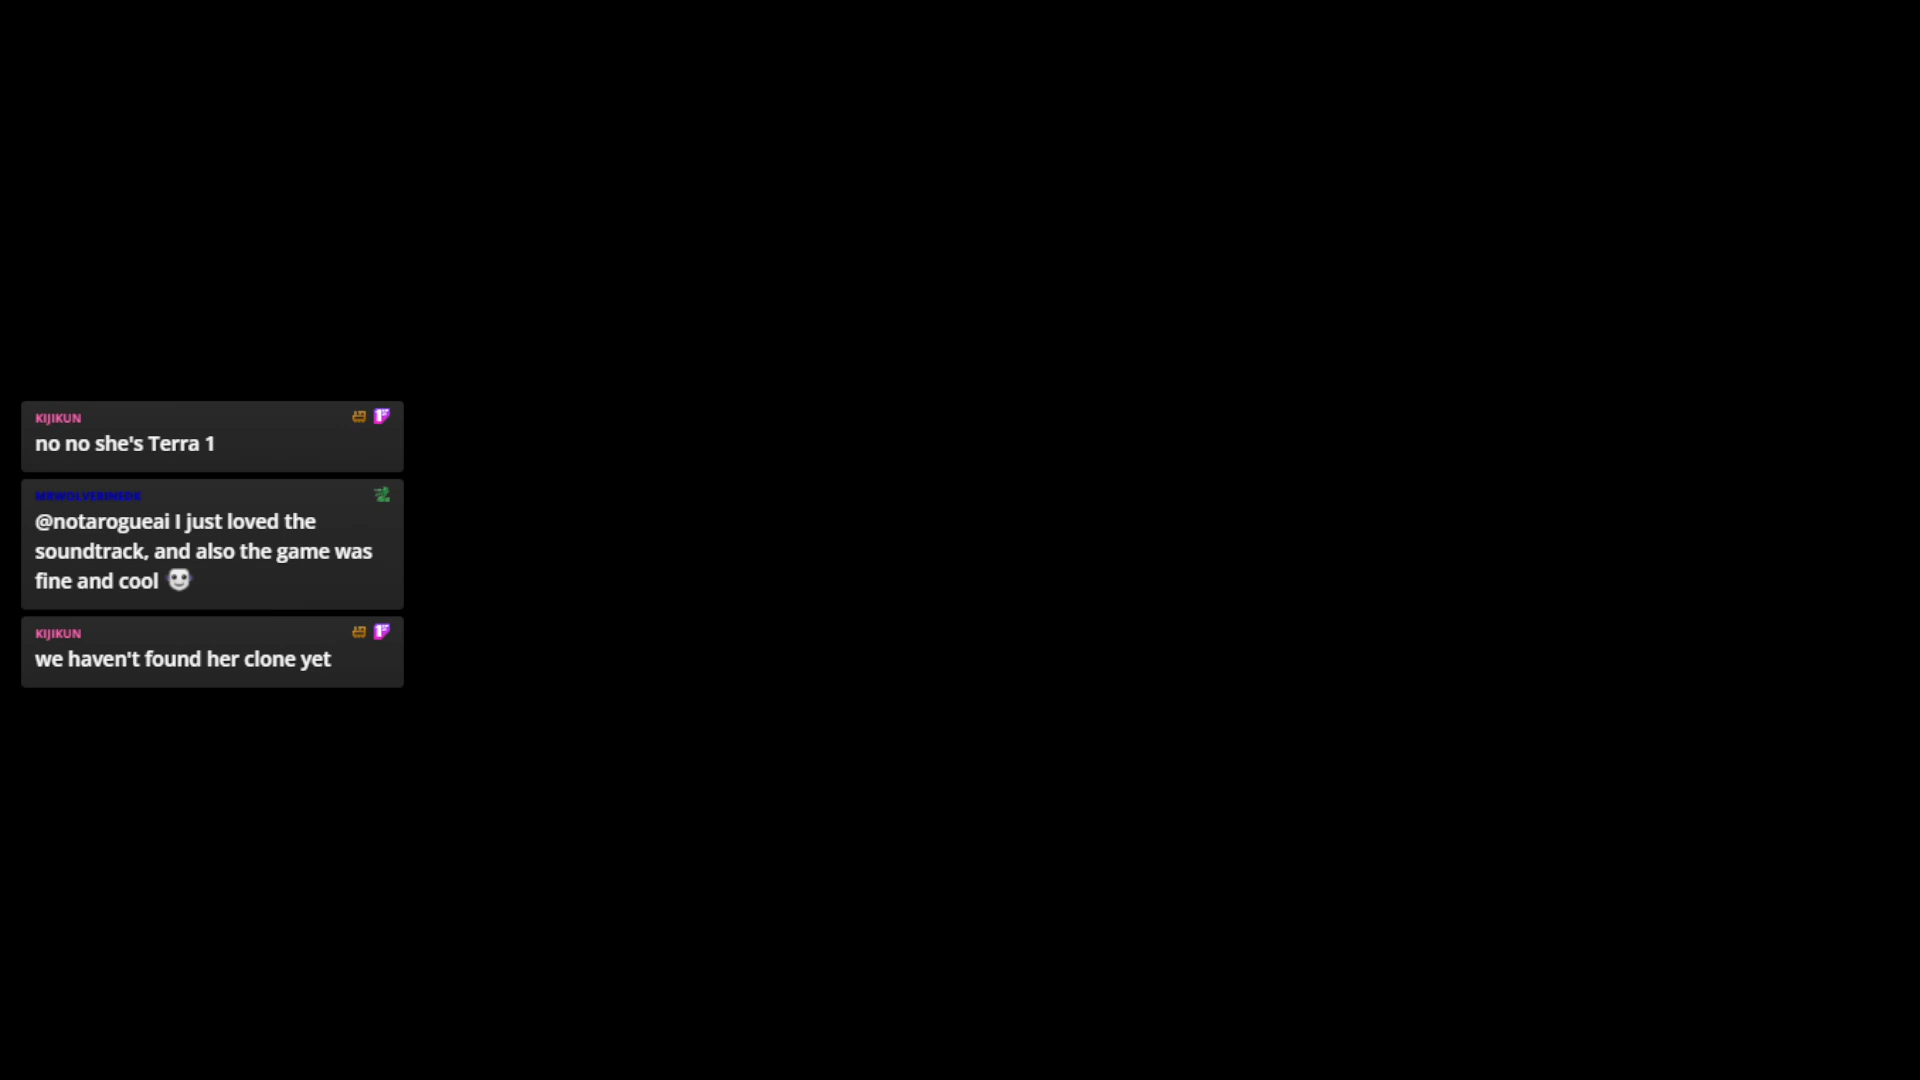 KIJIKUN
no no she's Terra 1
MRWOLVERINEDK
@notarogueai I just loved the
soundtrack, and also the game was
fine and cool
KIJIKUN
we haven't found her clone yet